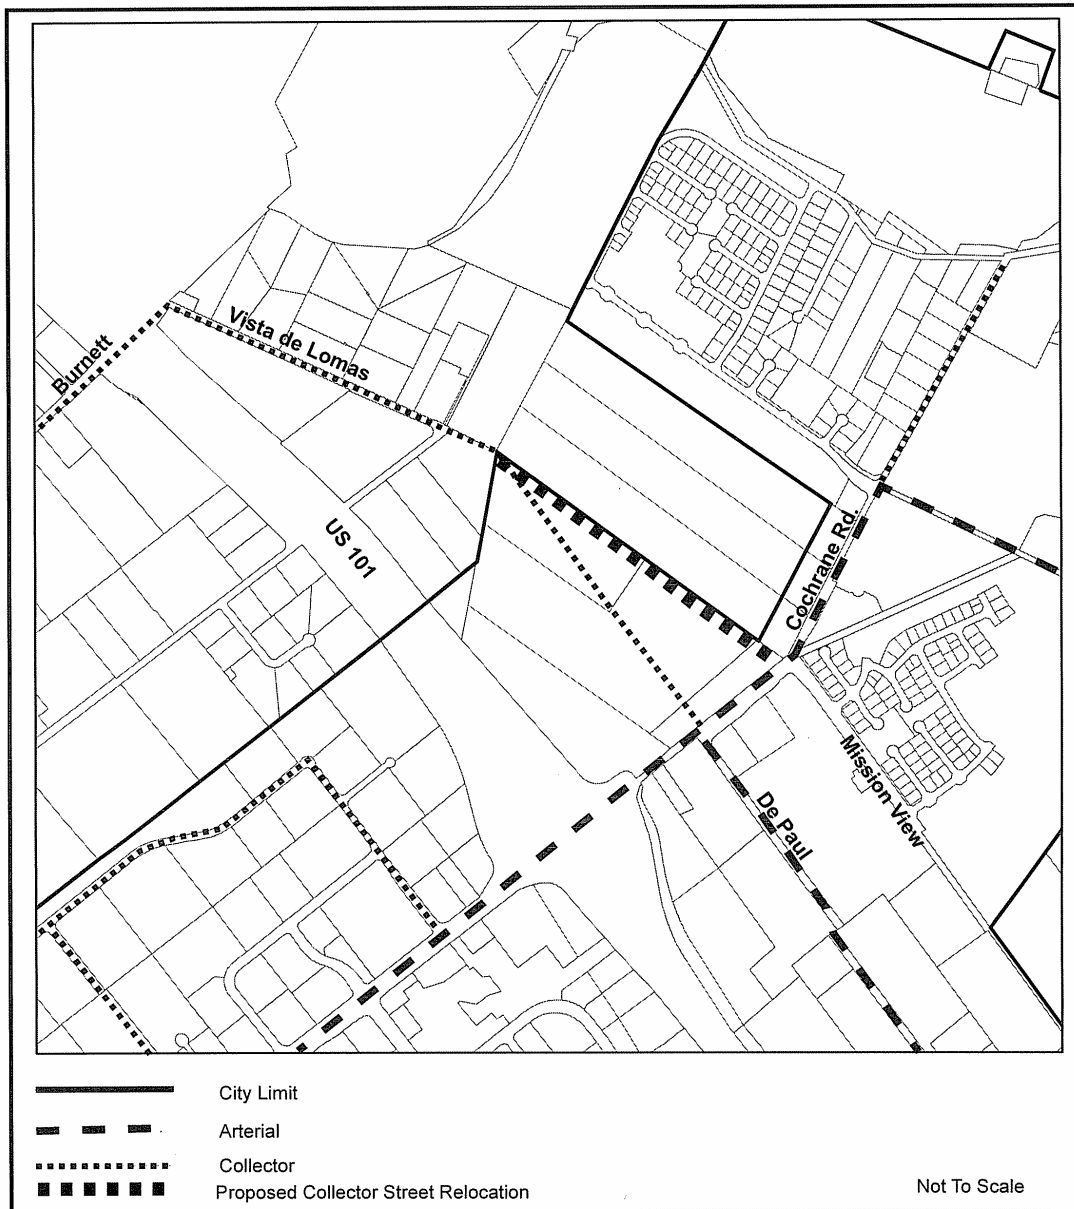 Burnett
Vista de Lomas
US 101
Cochrane Rd.
Mission View
De Paul
City Limit
Arterial
Collector
Proposed Collector Street Relocation
Not To Scale